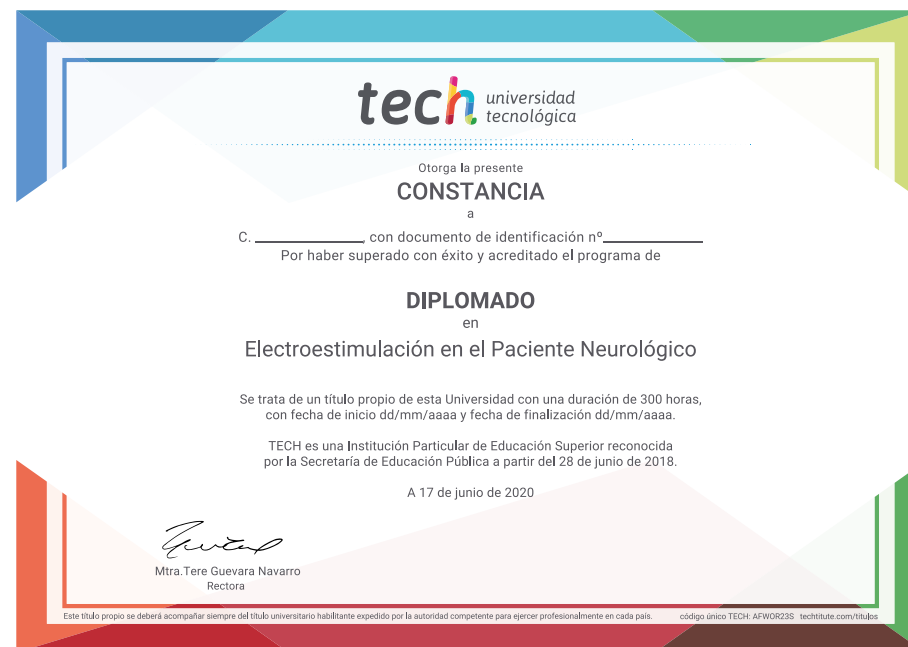 tech universidad
tecnológica
Otorga la presente
CONSTANCIA
a
C. ______________, con documento de identificación nº______________
Por haber superado con éxito y acreditado el programa de
DIPLOMADO
en
Electroestimulación en el Paciente Neurológico
Se trata de un título propio de esta Universidad con una duración de 300 horas,
con fecha de inicio dd/mm/aaaa y fecha de finalización dd/mm/aaaa.
TECH es una Institución Particular de Educación Superior reconocida
por la Secretaría de Educación Pública a partir del 28 de junio de 2018.
A 17 de junio de 2020
Mtra.Tere Guevara Navarro
Rectora
Este título propio se deberá acompañar siempre del título universitario habilitante expedido por la autoridad competente para ejercer profesionalmente en cada país. código único TECH: AFWOR23S techtitute.com/titulos